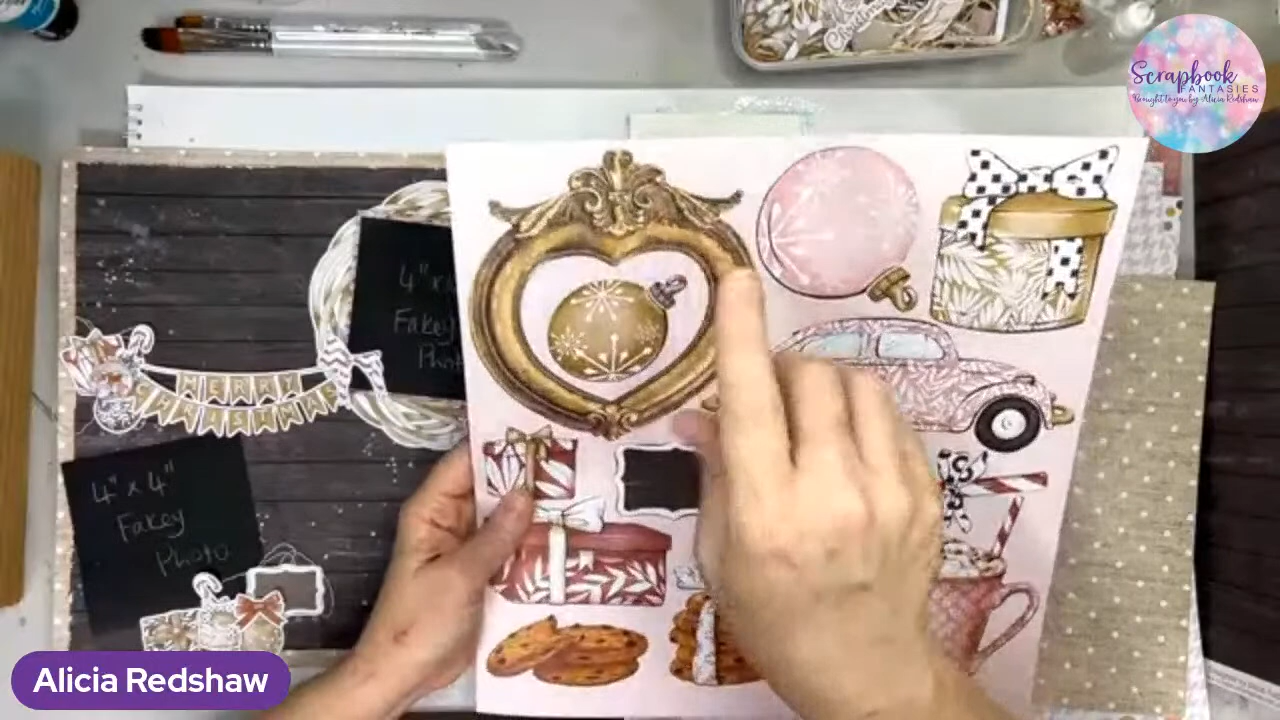 Scrapbook
FANTASIES
Brought to you by Alicia Redshaw
Christmas
4" x
Fakey
Phot
MERRY
CHRISTMAS
4" x 4"
Fakey
Photo
Alicia Redshaw